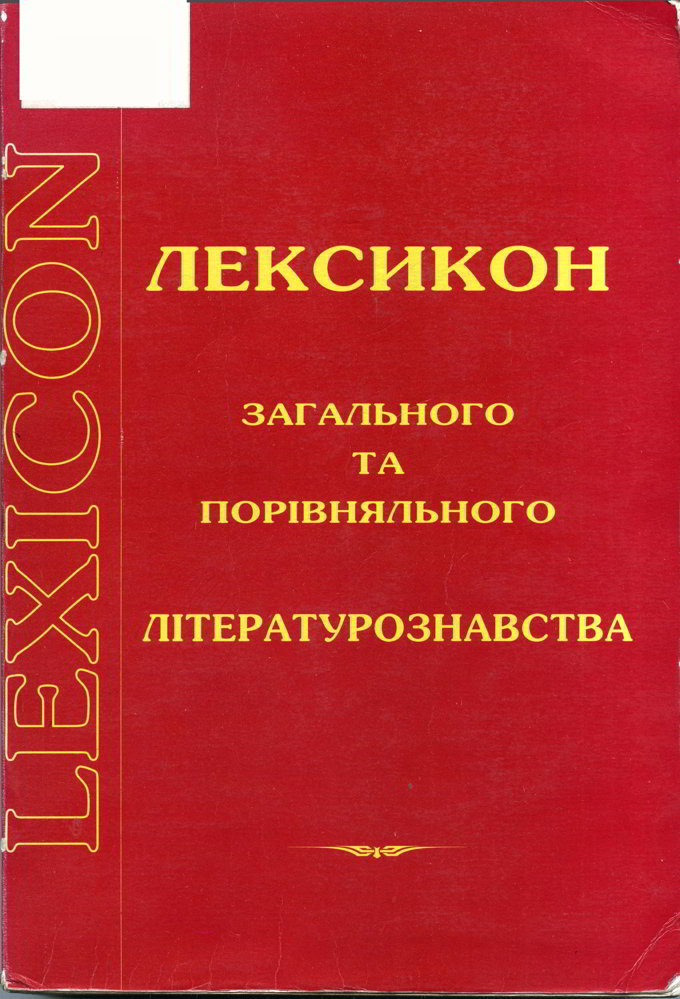 LEXICON
ЛЕКСИКОН
ЗАГАЛЬНОГО
ТА
ПОРІВНЯЛЬНОГО
ЛІТЕРАТУРОЗНАВСТВА